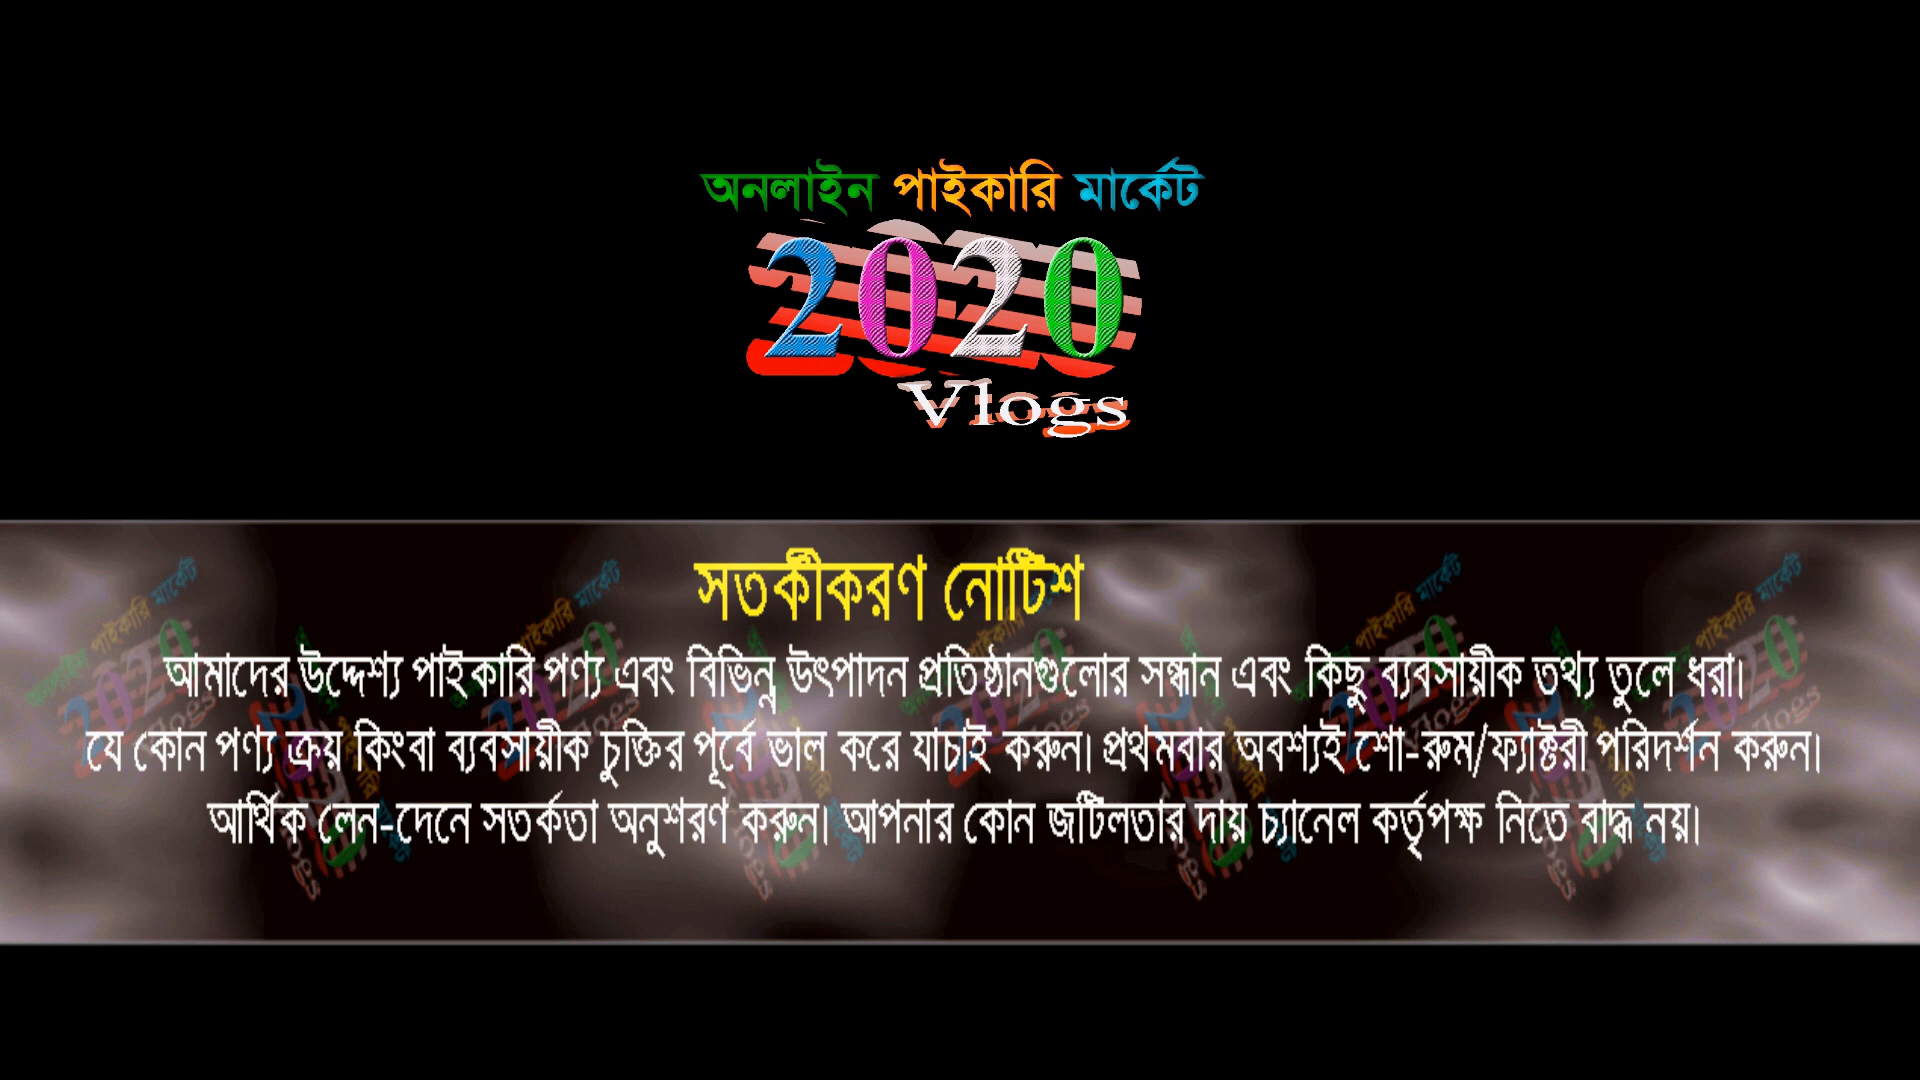 অনলাইন পাইকারি মার্কেট
2020
Vlogs
সতর্কীকরণ নোটিশ
আমাদের উদ্দেশ্য পাইকারি পণ্য এবং বিভিন্ন উৎপাদন প্রতিষ্ঠানগুলোর সন্ধান এবং কিছু ব্যবসায়ীক তথ্য তুলে ধরা।
যে কোন পণ্য ক্রয় কিংবা ব্যবসায়ীক চুক্তির পূর্বে ভাল করে যাচাই করুন। প্রথমবার অবশ্যই শো-রুম/ফ্যাক্টরী পরিদর্শন করুন।
আর্থিক লেন-দেনে সতর্কতা অনুশরণ করুন। আপনার কোন জটিলতার দায় চ্যানেল কর্তৃপক্ষ নিতে বাদ্ধ নয়।